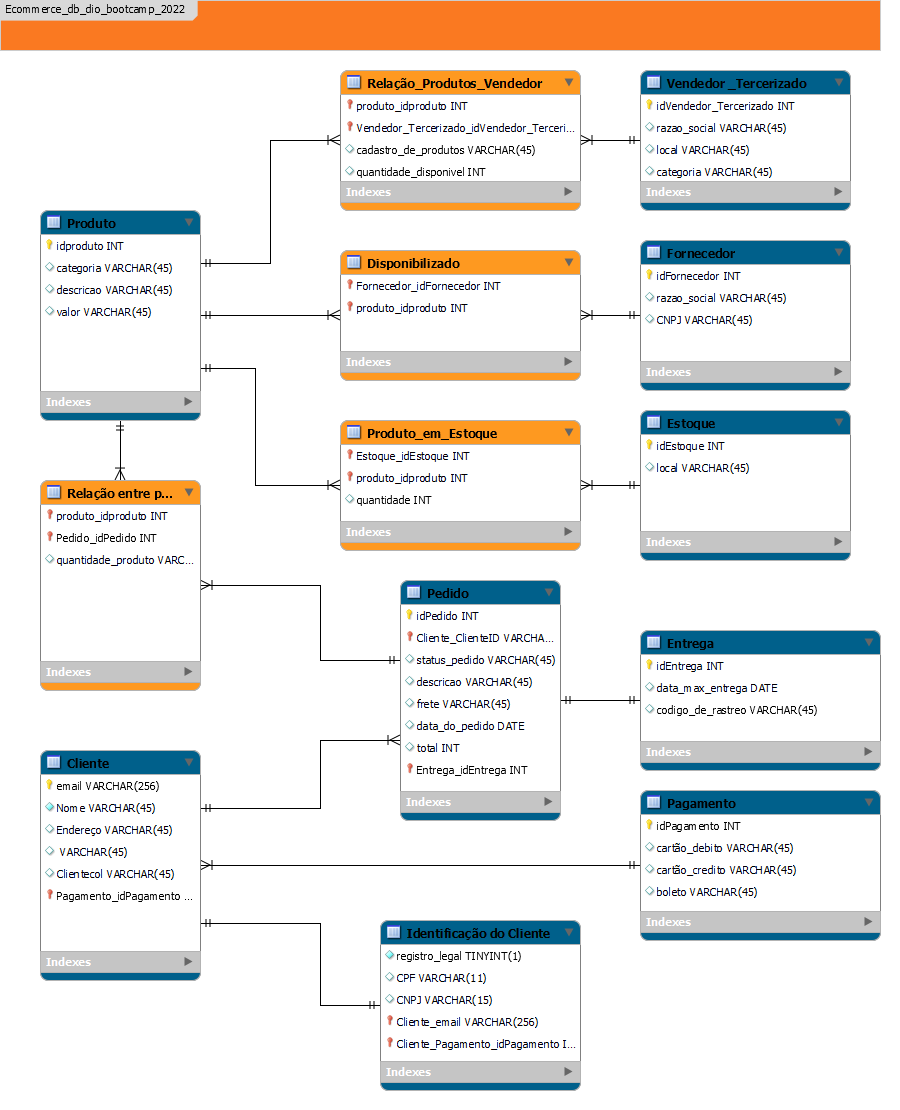 Ecommerce_db_dio_bootcamp_2022
Relação_Produtos_Vendedor
produto_idproduto INT
Vendedor_Tercerizado_idVendedor_Terceri...
cadastro_de_produtos VARCHAR(45)
quantidade_disponivel INT
Indexes
Vendedor _Tercerizado
idVendedor_Tercerizado INT
razao_social VARCHAR(45)
local VARCHAR(45)
categoria VARCHAR(45)
Indexes
Produto
idproduto INT
categoria VARCHAR(45)
descricao VARCHAR(45)
valor VARCHAR(45)
Indexes
Disponibilizado
Fornecedor_idFornecedor INT
produto_idproduto INT
Indexes
Fornecedor
idFornecedor INT
razao_social VARCHAR(45)
CNPJ VARCHAR(45)
Indexes
Produto_em_Estoque
Estoque_idEstoque INT
produto_idproduto INT
quantidade INT
Indexes
Estoque
idEstoque INT
local VARCHAR(45)
Indexes
Relação entre p...
produto_idproduto INT
Pedido_idPedido INT
quantidade_produto VARC...
Indexes
Pedido
idPedido INT
Cliente_ClienteID VARCHA...
status_pedido VARCHAR(45)
descricao VARCHAR(45)
frete VARCHAR(45)
data_do_pedido DATE
total INT
Entrega_idEntrega INT
Indexes
Entrega
idEntrega INT
data_max_entrega DATE
codigo_de_rastreo VARCHAR(45)
Indexes
Cliente
email VARCHAR(256)
Nome VARCHAR(45)
Endereço VARCHAR(45)
VARCHAR(45)
Clientecol VARCHAR(45)
Pagamento_idPagamento ...
Indexes
Pagamento
idPagamento INT
cartão_debito VARCHAR(45)
cartão_credito VARCHAR(45)
boleto VARCHAR(45)
Indexes
Identificação do Cliente
registro_legal TINYINT(1)
CPF VARCHAR(11)
CNPJ VARCHAR(15)
Cliente_email VARCHAR(256)
Cliente_Pagamento_idPagamento I...
Indexes